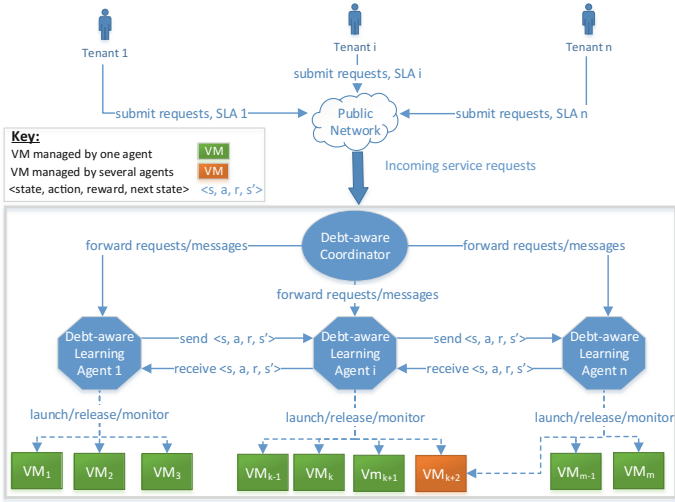 Tenant 1
Tenant i
Tenant n
submit requests, SLA i
submit requests, SLA 1
submit requests, SLA n
Public
Network
Key:
VM managed by one agent VM
VM managed by several agents VM
<state, action, reward, next state> <s, a, r, s'>
Incoming service requests
Debt-aware
Coordinator
forward requests/messages
forward requests/messages
forward requests/messages
Debt-aware
Learning
Agent 1
send <s, a, r, s'>
receive <s, a, r, s'>
Debt-aware
Learning
Agent i
send <s, a, r, s'>
receive <s, a, r, s'>
Debt-aware
Learning
Agent n
launch/release/monitor
launch/release/monitor
launch/release/monitor
VM1
VM2
VM3
VMk-1
VMk
Vmk+1
VMk+2
VMm-1
VMm